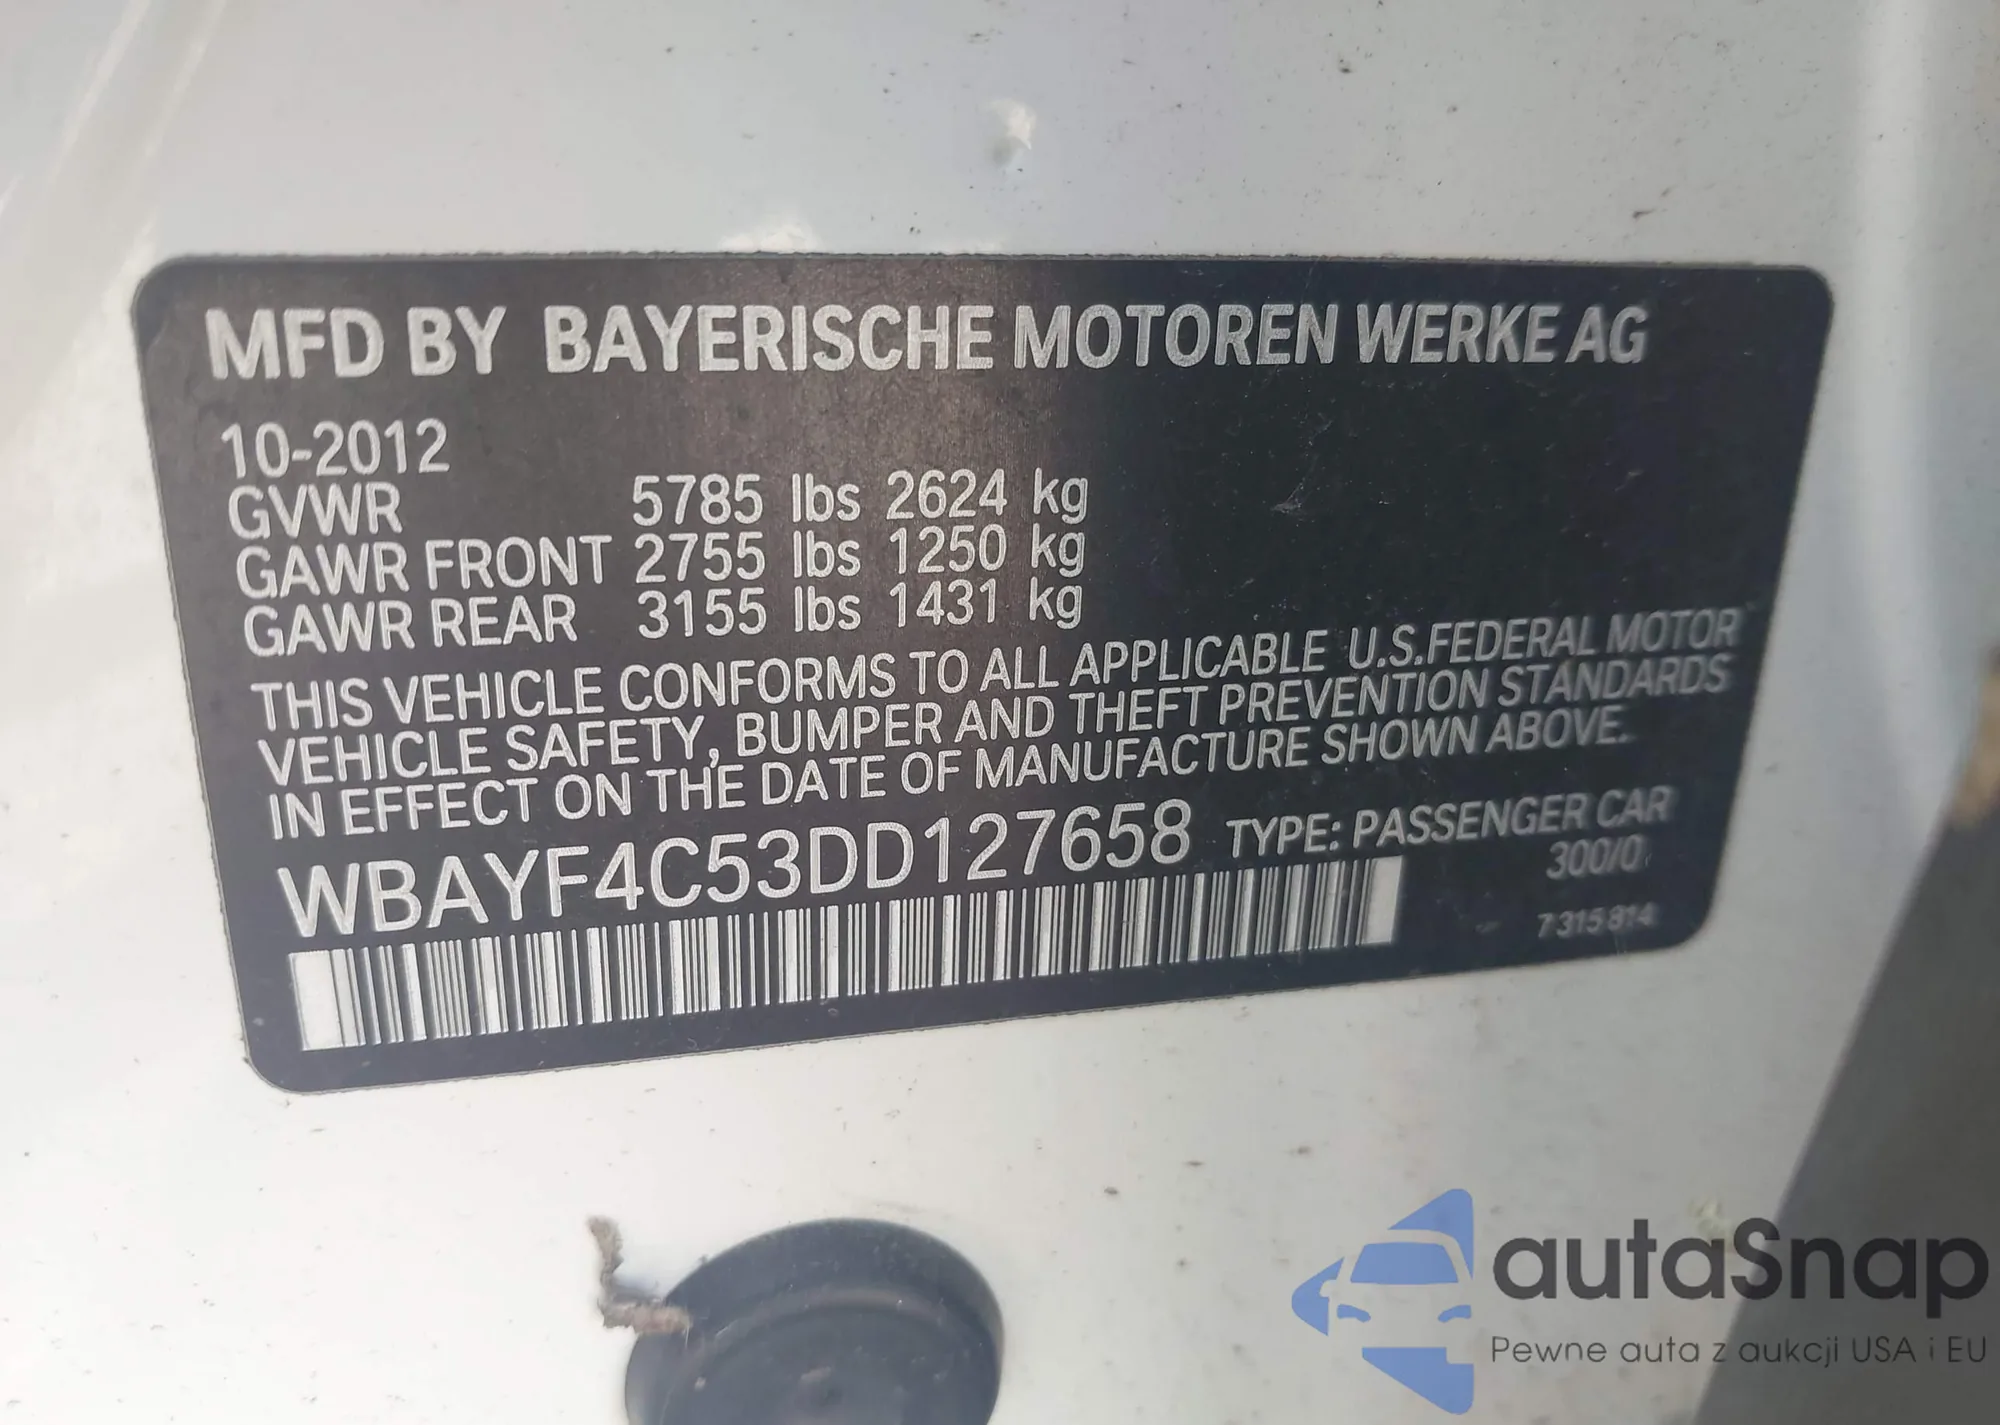 MFD BY BAYERISCHE MOTOREN WERKE AG
10-2012
GVWR 5785 lbs 2624 kg
GAWR FRONT 2755 lbs 1250 kg
GAWR REAR 3155 lbs 1431 kg
THIS VEHICLE CONFORMS TO ALL APPLICABLE U.S.FEDERAL MOTOR
VEHICLE SAFETY, BUMPER AND THEFT PREVENTION STANDARDS
IN EFFECT ON THE DATE OF MANUFACTURE SHOWN ABOVE.
WBAYF4C53DD127658 TYPE: PASSENGER CAR
300/0
7 315 814
autaSnap
Pewne auta z aukcji USA i EU